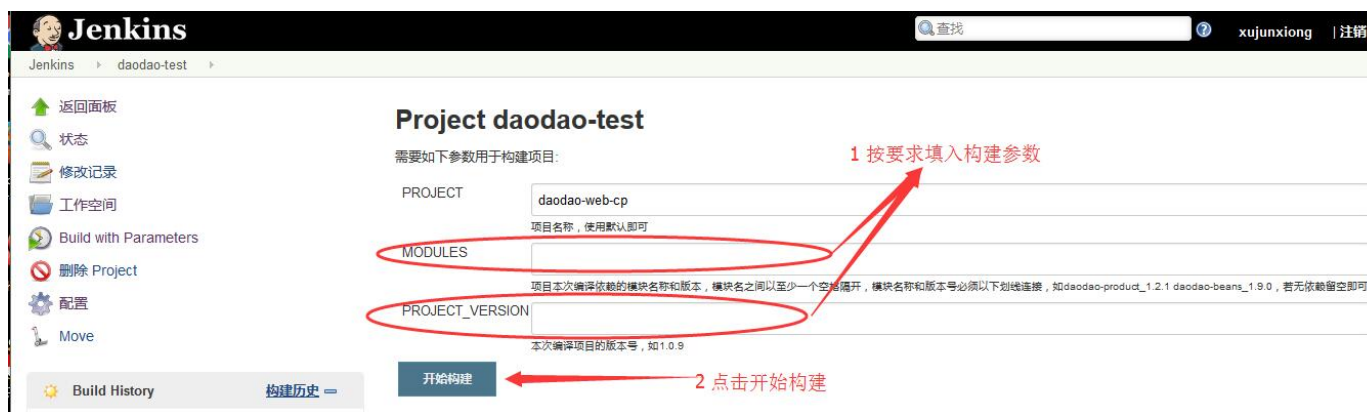 Jenkins
查找
xujunxiong
|注销
Jenkins
daodao-test
返回面板
状态
修改记录
工作空间
Build with Parameters
删除 Project
配置
Move
Build History
构建历史
Project daodao-test
需要如下参数用于构建项目:
1 按要求填入构建参数
PROJECT
daodao-web-cp
项目名称，使用默认即可
MODULES
项目本次编译依赖的模块名称和版本，模块名之间以至少一个空格隔开，模块名称和版本号必须以下划线连接，如daodao-product_1.2.1 daodao-beans_1.9.0，若无依赖留空即可
PROJECT_VERSION
本次编译项目的版本号，如1.0.9
开始构建
2 点击开始构建